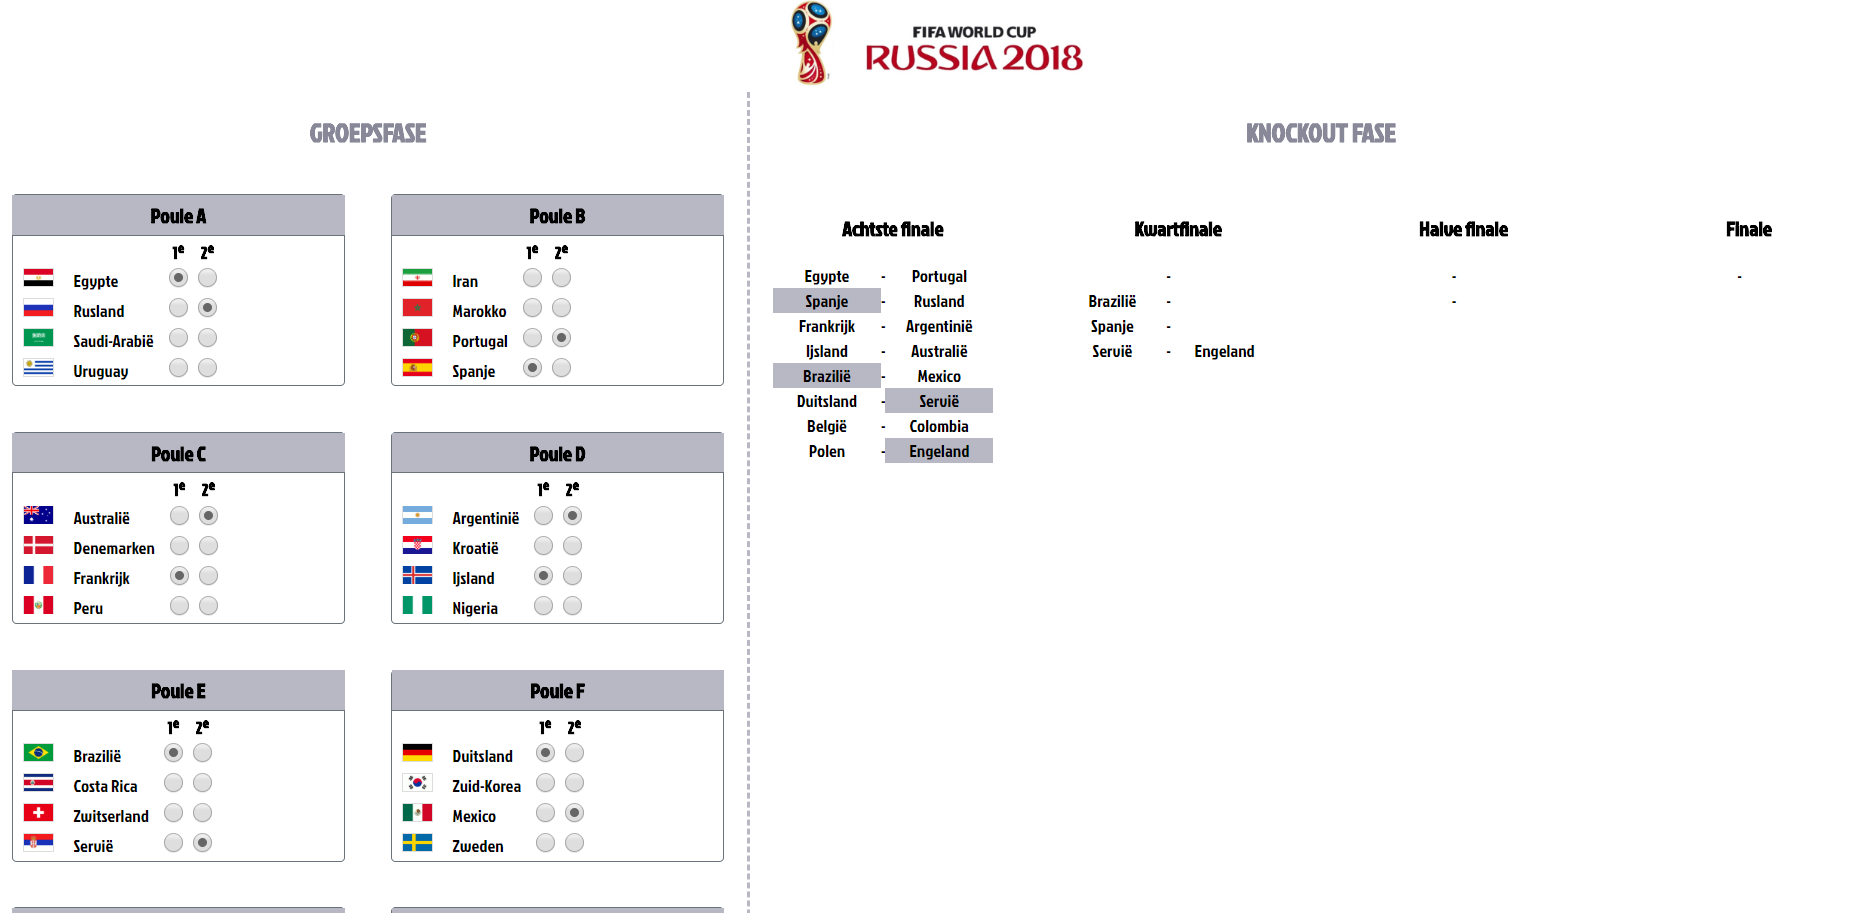 FIFA WORLD CUP
RUSSIA 2018
GROEPSFASE
Poule A
1e 2e
Egypte
Rusland
Saudi-Arabië
Uruguay
Poule B
1e 2e
Iran
Marokko
Portugal
Spanje
Poule C
1e 2e
Australië
Denemarken
Frankrijk
Peru
Poule D
1e 2e
Argentinië
Kroatië
Ijsland
Nigeria
Poule E
1e 2e
Brazilië
Costa Rica
Zwitserland
Servië
Poule F
1e 2e
Duitsland
Zuid-Korea
Mexico
Zweden
KNOCKOUT FASE
Achtste finale
Egypte - Portugal
Spanje - Rusland
Frankrijk - Argentinië
Ijsland - Australië
Brazilië - Mexico
Duitsland - Servië
België - Colombia
Polen - Engeland
Kwartfinale
-
Brazilië -
Spanje -
Servië - Engeland
Halve finale
-
-
Finale
-